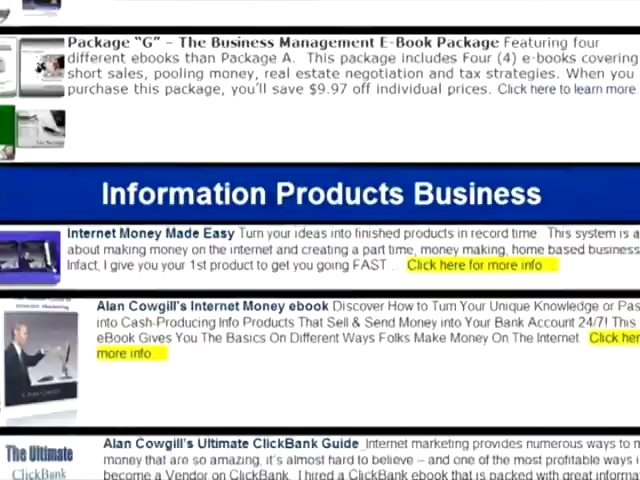 Package “G” – The Business Management E-Book Package Featuring four
different ebooks than Package A. This package includes Four (4) e-books covering
short sales, pooling money, real estate negotiation and tax strategies. When you
purchase this package, you’ll save $9.97 off individual prices. Click here to learn more
Information Products Business
Internet Money Made Easy Turn your ideas into finished products in record time. This system is a
about making money on the internet and creating a part time, money making, home based business
Infact, I give you your 1st product to get you going FAST... Click here for more info ...
Alan Cowgill's Internet Money ebook Discover How to Turn Your Unique Knowledge or Pas
into Cash-Producing Info Products That Sell & Send Money into Your Bank Account 24/7! This
eBook Gives You The Basics On Different Ways Folks Make Money On The Internet. Click her
more info ...
The Ultimate
ClickBank
Alan Cowgill's Ultimate ClickBank Guide Internet marketing provides numerous ways to m
money that are so amazing, it's almost hard to believe – and one of the most profitable ways i
become a Vendor on ClickBank. I hired a ClickBank ebook that is packed with great informa